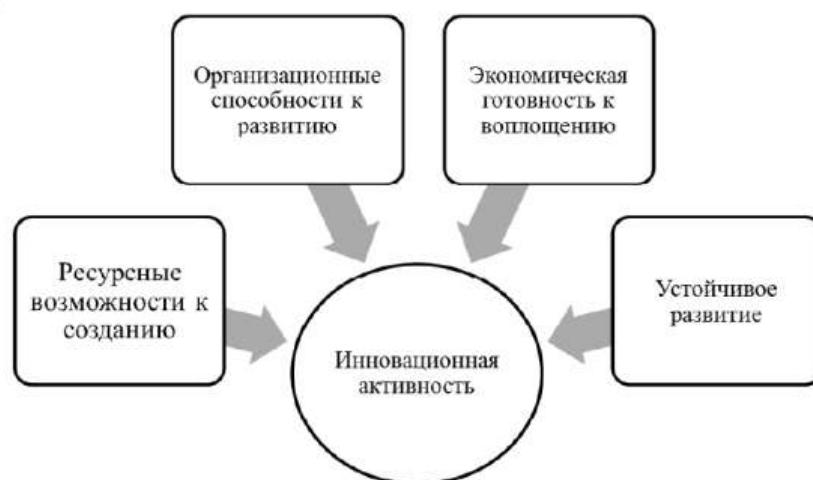 Организационные
способности к
развитию
Экономическая
готовность к
воплощению
Ресурсные
возможности к
созданию
Устойчивое
развитие
Инновационная
активность